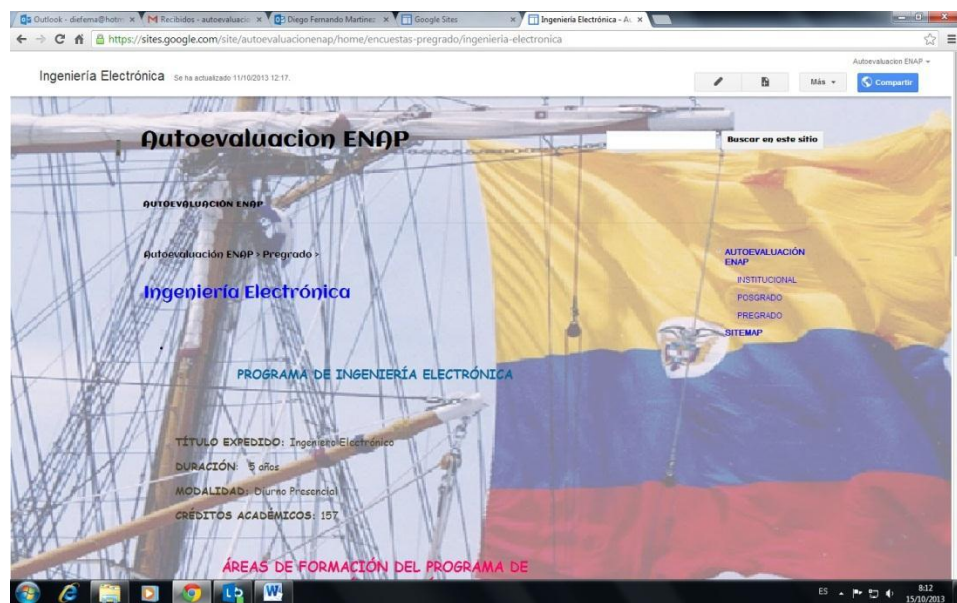 Outlook - diefema@hotm
Recibidos - autoevaluacio
Diego Fernando Martinez
Google Sites
Ingeniería Electrónica - Au
https://sites.google.com/site/autoevaluacionenap/home/encuestas-pregrado/ingenieria-electronica
Autoevaluacion ENAP
Ingeniería Electrónica Se ha actualizado 11/10/2013 12:17.
Más
Compartir
Autoevaluacion ENAP
Buscar en este sitio
AUTOEVALUACIÓN ENAP
Autoevaluación ENAP > Pregrado >
Ingeniería Electrónica
AUTOEVALUACIÓN
ENAP
INSTITUCIONAL
POSGRADO
PREGRADO
SITEMAP
PROGRAMA DE INGENIERÍA ELECTRÓNICA
TÍTULO EXPEDIDO: Ingeniero Electrónico
DURACIÓN: 5 años
MODALIDAD: Diurno Presencial
CRÉDITOS ACADÉMICOS: 157
ÁREAS DE FORMACIÓN DEL PROGRAMA DE
ES
8:12
15/10/2013